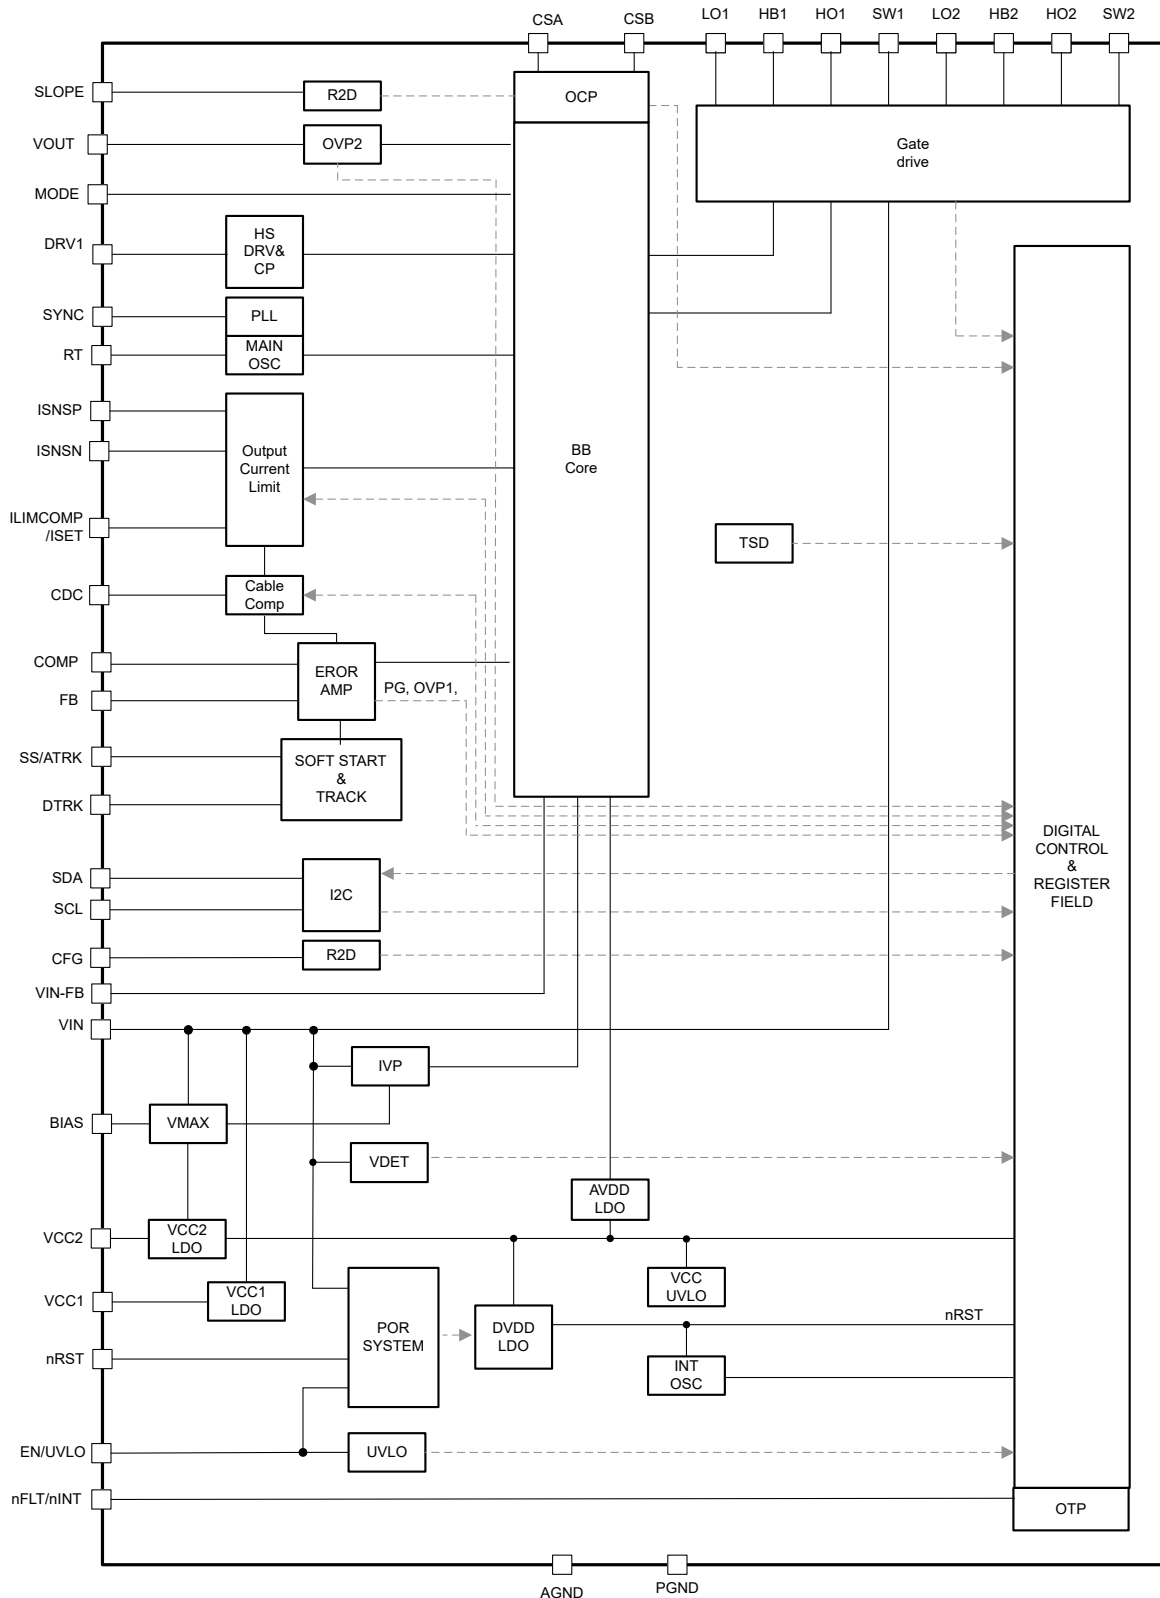 CSA
CSB
LO1
HB1
HO1
SW1
LO2
HB2
HO2
SW2
SLOPE
R2D
OCP
VOUT
OVP2
Gate
drive
MODE
DRV1
HS
DRV&
CP
SYNC
PLL
RT
MAIN
OSC
ISNSP
ISNSN
Output
Current
Limit
BB
Core
ILIMCOMP
/ISET
TSD
CDC
Cable
Comp
COMP
EROR
AMP
PG, OVP1,
FB
SS/ATRK
SOFT START
&
TRACK
DTRK
DIGITAL
CONTROL
&
REGISTER
FIELD
SDA
I2C
SCL
CFG
R2D
VIN-FB
VIN
IVP
BIAS
VMAX
VDET
AVDD
LDO
VCC2
VCC2
LDO
VCC
UVLO
VCC1
VCC1
LDO
POR
SYSTEM
DVDD
LDO
nRST
nRST
INT
OSC
EN/UVLO
UVLO
nFLT/nINT
OTP
AGND
PGND